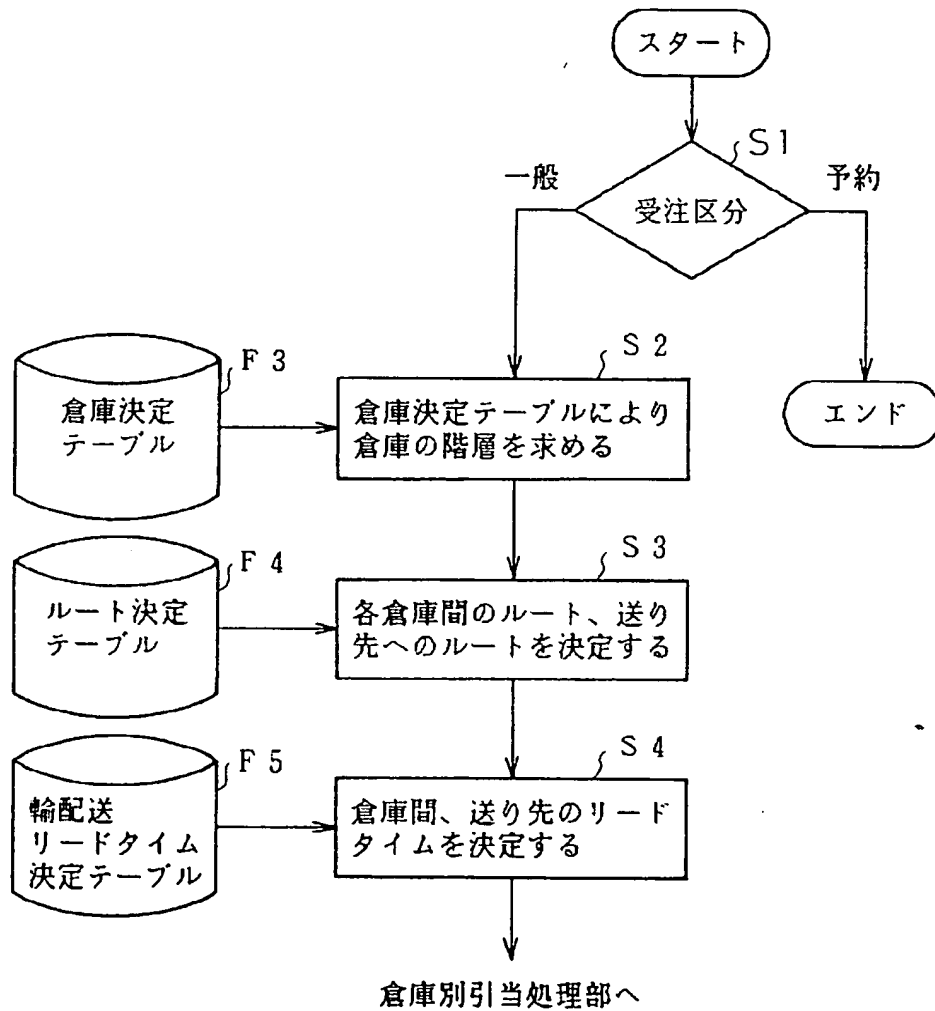 スタート
S1
一般
予約
受注区分
F3
倉庫決定
テーブル
S2
倉庫決定テーブルにより
倉庫の階層を求める
エンド
F4
ルート決定
テーブル
S3
各倉庫間のルート、送り
先へのルートを決定する
F5
輸配送
リードタイム
決定テーブル
S4
倉庫間、送り先のリード
タイムを決定する
倉庫別引当処理部へ